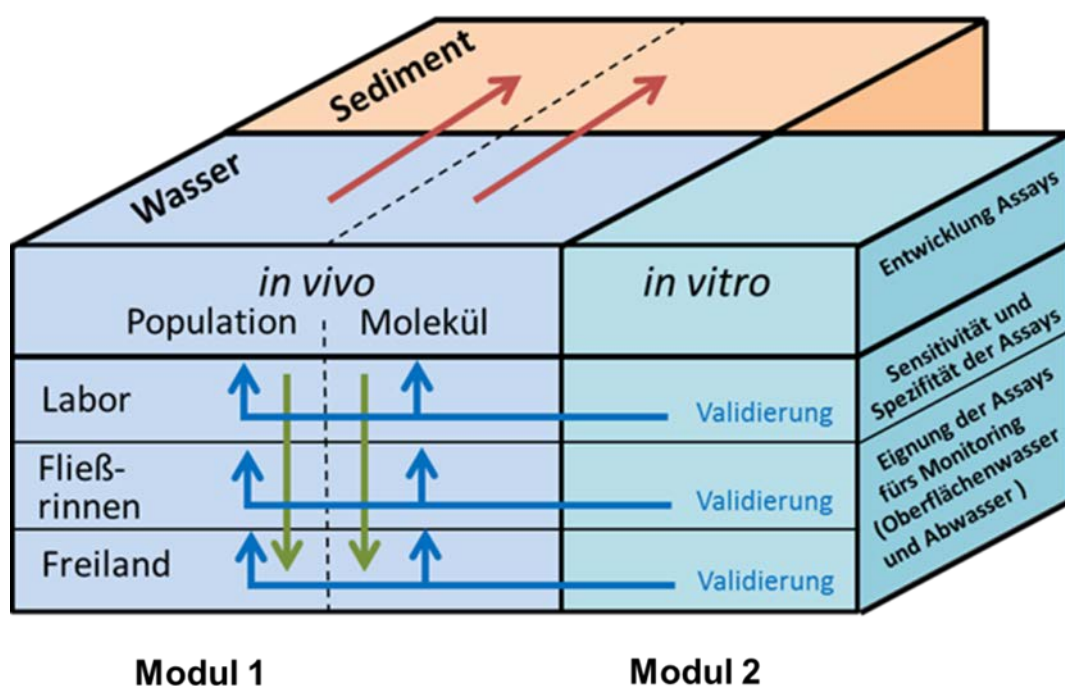 Sediment
Wasser
in vivo
in vitro
Population
Molekül
Labor
Validierung
Fließ-
rinnen
Validierung
Freiland
Validierung
Entwicklung Assays
Sensitivität und
Spezifität der Assays
Eignung der Assays
fürs Monitoring
(Oberflächenwasser
und Abwasser )
Modul 1
Modul 2